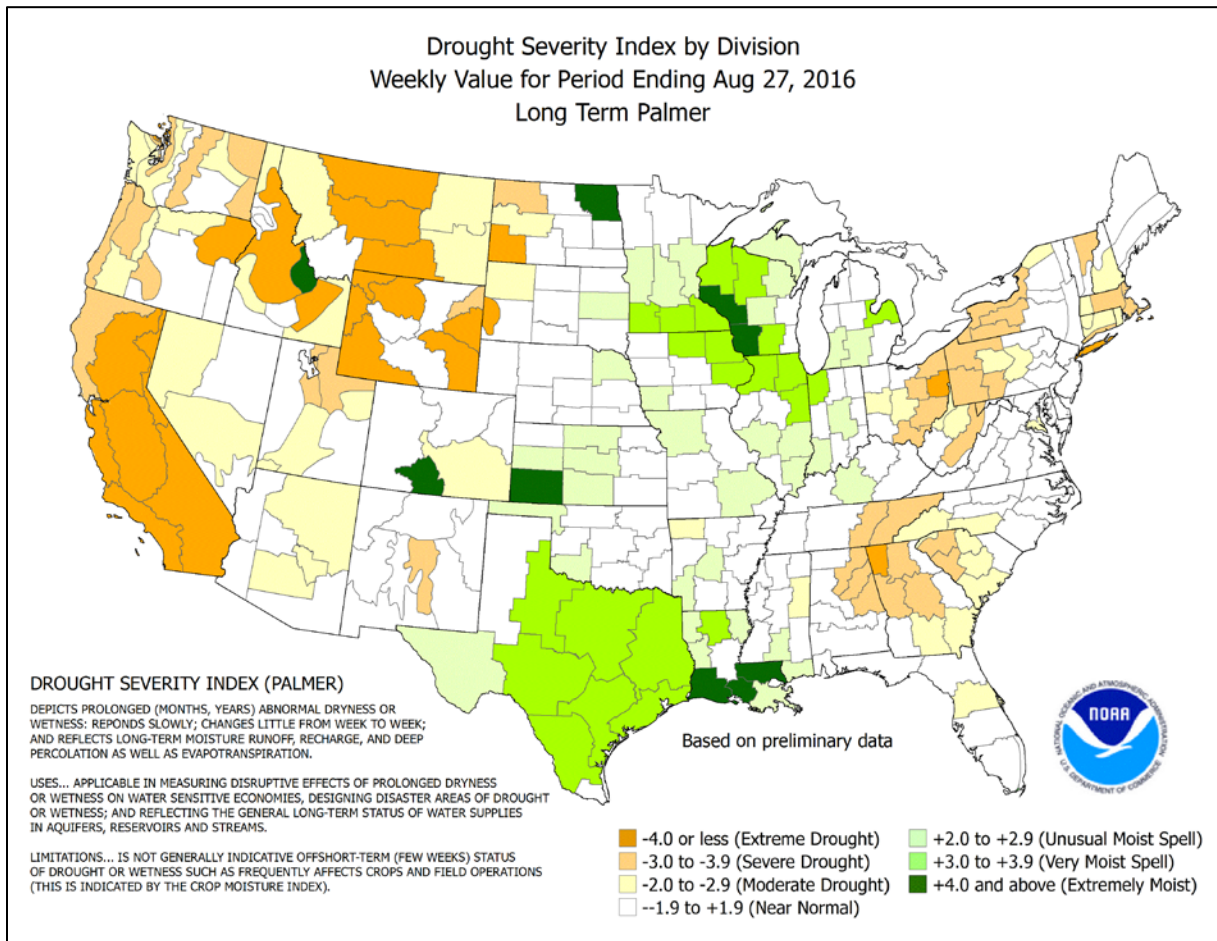 Drought Severity Index by Division
Weekly Value for Period Ending Aug 27, 2016
Long Term Palmer
DROUGHT SEVERITY INDEX (PALMER)
DEPICTS PROLONGED (MONTHS, YEARS) ABNORMAL DRYNESS OR
WETNESS: REPONDS SLOWLY; CHANGES LITTLE FROM WEEK TO WEEK;
AND REFLECTS LONG-TERM MOISTURE RUNOFF, RECHARGE, AND DEEP
PERCOLATION AS WELL AS EVAPOTRANSPIRATION.
USES... APPLICABLE IN MEASURING DISRUPTIVE EFFECTS OF PROLONGED DRYNESS
OR WETNESS ON WATER SENSITIVE ECONOMIES, DESIGNING DISASTER AREAS OF DROUGHT
OR WETNESS; AND REFLECTING THE GENERAL LONG-TERM STATUS OF WATER SUPPLIES
IN AQUIFERS, RESERVOIRS AND STREAMS.
LIMITATIONS... IS NOT GENERALLY INDICATIVE OFFSHORT-TERM (FEW WEEKS) STATUS
OF DROUGHT OR WETNESS SUCH AS FREQUENTLY AFFECTS CROPS AND FIELD OPERATIONS
(THIS IS INDICATED BY THE CROP MOISTURE INDEX).
Based on preliminary data
NATIONAL OCEANIC AND ATMOSPHERIC ADMINISTRATION
NOAA
U.S. DEPARTMENT OF COMMERCE
-4.0 or less (Extreme Drought)
-3.0 to -3.9 (Severe Drought)
-2.0 to -2.9 (Moderate Drought)
--1.9 to +1.9 (Near Normal)
+2.0 to +2.9 (Unusual Moist Spell)
+3.0 to +3.9 (Very Moist Spell)
+4.0 and above (Extremely Moist)